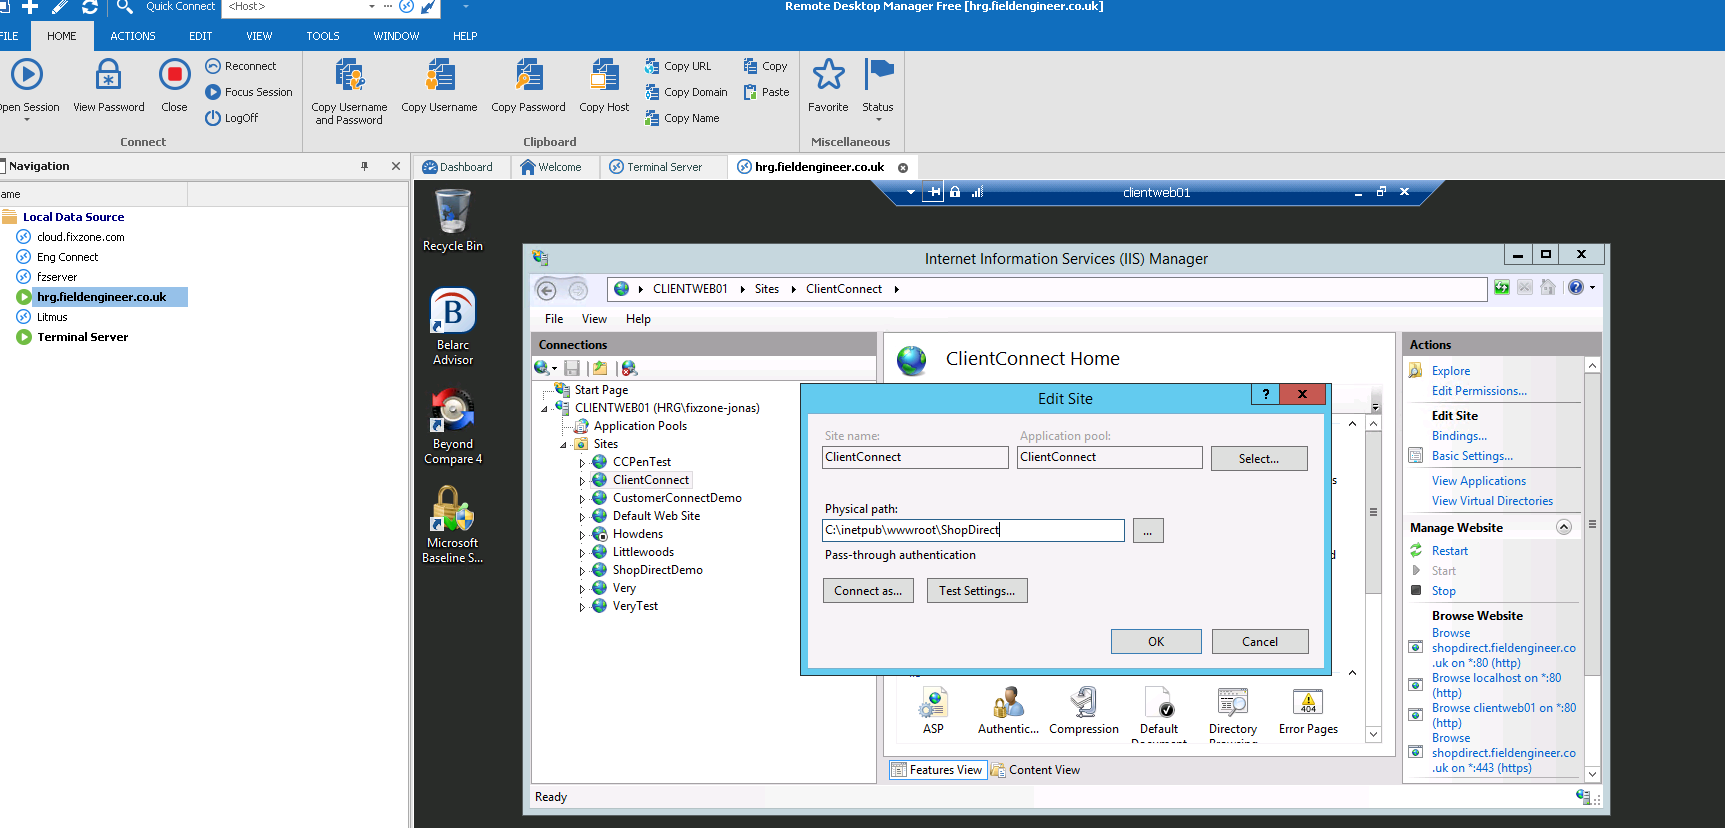 Quick Connect <Host>
Remote Desktop Manager Free [hrg.fieldengineer.co.uk]
HOME ACTIONS EDIT VIEW TOOLS WINDOW HELP
View Password
Close
Reconnect
Focus Session
LogOff
Connect
Copy Username and Password
Copy Username
Copy Password
Copy Host
Copy URL
Copy Domain
Copy Name
Copy
Paste
Clipboard
Favorite
Status
Miscellaneous
Navigation
Local Data Source
cloud.fixzone.com
Eng Connect
fzserver
hrg.fieldengineer.co.uk
Litmus
Terminal Server
Dashboard
Welcome
Terminal Server
hrg.fieldengineer.co.uk
clientweb01
Recycle Bin
B
Belarc
Advisor
Beyond
Compare 4
Microsoft
Baseline S...
Internet Information Services (IIS) Manager
CLIENTWEB01 Sites ClientConnect
File View Help
Connections
Start Page
CLIENTWEB01 (HRG\fixzone-jonas)
Application Pools
Sites
CCPenTest
ClientConnect
CustomerConnectDemo
Default Web Site
Howdens
Littlewoods
ShopDirectDemo
Very
VeryTest
ClientConnect Home
Edit Site
?
X
Site name:
Application pool:
ClientConnect
ClientConnect
Select...
Physical path:
C:\inetpub\wwwroot\ShopDirect
...
Pass-through authentication
Connect as...
Test Settings...
OK
Cancel
ASP
Authentic...
Compression
Default
Document
Directory
Browsing
404
Error Pages
Features View
Content View
Ready
Actions
Explore
Edit Permissions...
Edit Site
Bindings...
Basic Settings...
View Applications
View Virtual Directories
Manage Website
Restart
Start
Stop
Browse Website
Browse
shopdirect.fieldengineer.co
.uk on *:80 (http)
Browse localhost on *:80
(http)
Browse clientweb01 on *:80
(http)
Browse
shopdirect.fieldengineer.co
.uk on *:443 (https)